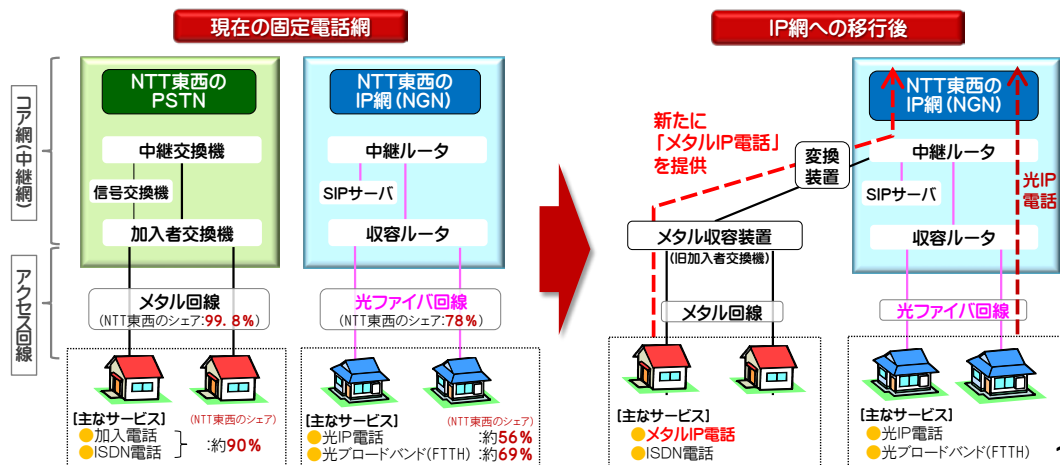 現在の固定電話網
コア網(中継網)
アクセス回線
NTT東西の
PSTN
中継交換機
信号交換機
加入者交換機
メタル回線
(NTT東西のシェア:99.8%)
[主なサービス]
(NTT東西のシェア)
●加入電話
●ISDN電話
:約90%
NTT東西の
IP網(NGN)
中継ルータ
SIPサーバ
収容ルータ
光ファイバ回線
(NTT東西のシェア:78%)
[主なサービス]
(NTT東西のシェア)
●光IP電話 :約56%
●光ブロードバンド(FTTH) :約69%
IP網への移行後
新たに
「メタルIP電話」
を提供
変換
装置
メタル収容装置
(旧加入者交換機)
メタル回線
[主なサービス]
●メタルIP電話
●ISDN電話
NTT東西の
IP網(NGN)
中継ルータ
SIPサーバ
収容ルータ
光IP
電話
光ファイバ回線
[主なサービス]
●光IP電話
●光ブロードバンド(FTTH)